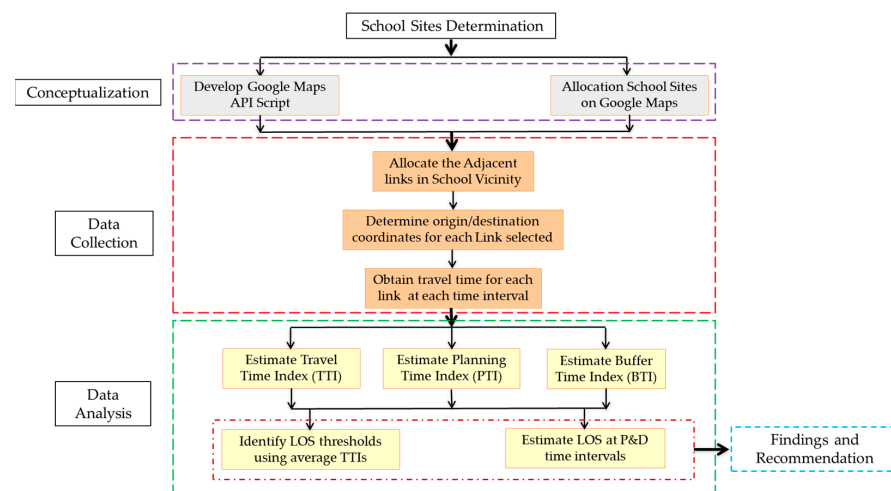 School Sites Determination
Conceptualization
Develop Google Maps
API Script
Allocation School Sites
on Google Maps
Data
Collection
Allocate the Adjacent
links in School Vicinity
Determine origin/destination
coordinates for each Link selected
Obtain travel time for each
link at each time interval
Data
Analysis
Estimate Travel
Time Index (TTI)
Estimate Planning
Time Index (PTI)
Estimate Buffer
Time Index (BTI)
Identify LOS thresholds
using average TTIs
Estimate LOS at P&D
time intervals
Findings and
Recommendation